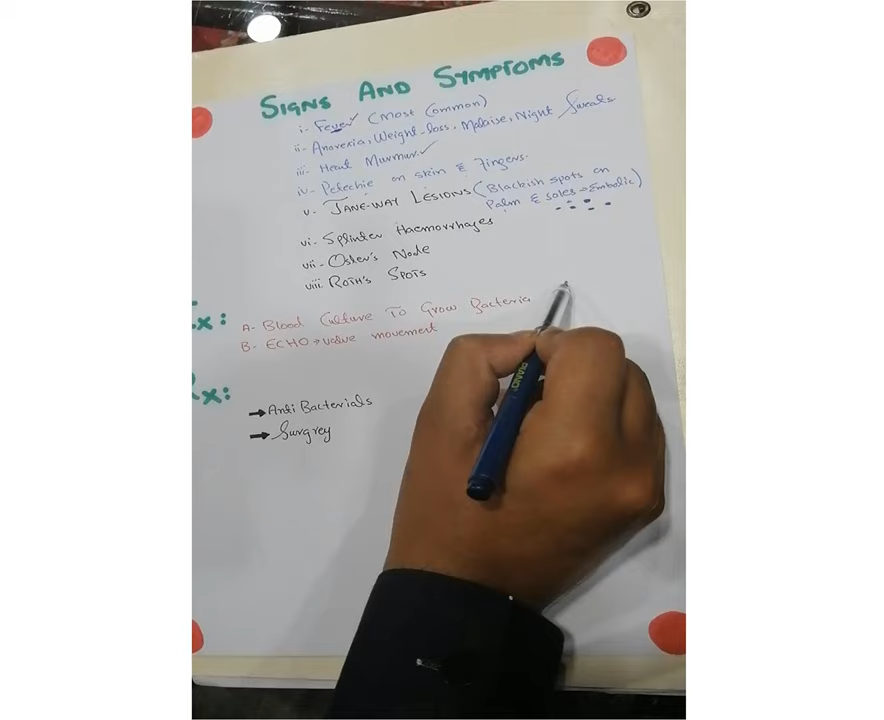 SIGNS AND SYMPTOMS
i- Fever (Most Common)
ii- Anorexia, Weight-loss, Malaise, Night Sweats
iii- Heart Murmur
iv- Petechie on skin & Fingers.
v- JANE-WAY LESIONS (Blackish spots on
Palm & soles → Embolic)
vi- Splinter Haemorrhages
vii- Osler's Node
viii ROTH'S SPOTS
x:
A- Blood Culture To Grow Bacteria
B- ECHO → valve movement
x:
→ Anti Bacterials
→ Surgrey
PIANO